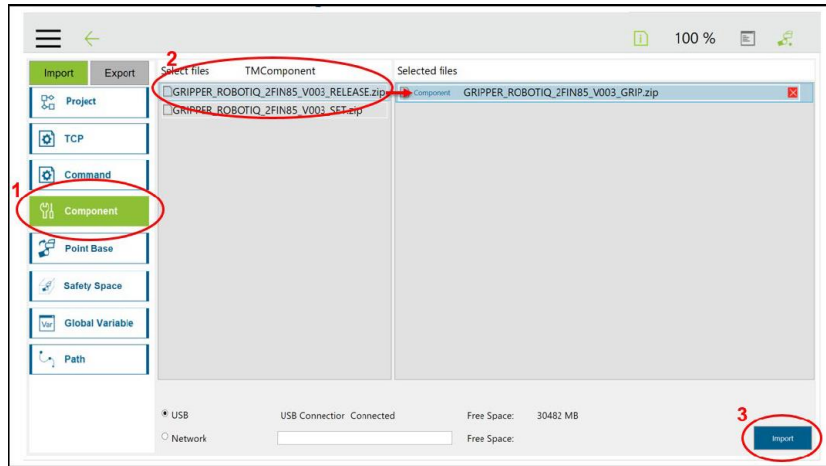 100 %
2
Import Export
Select files TMComponent Selected files
GRIPPER_ROBOTIQ_2FIN85_V003_RELEASE.zip
Component GRIPPER_ROBOTIQ_2FIN85_V003_GRIP.zip
GRIPPER_ROBOTIQ_2FIN85_V003_SET.zip
Project
TCP
Command
1
Component
Point Base
Safety Space
Var Global Variable
Path
USB USB Connection Connected Free Space: 30482 MB
Network Free Space:
3
Import